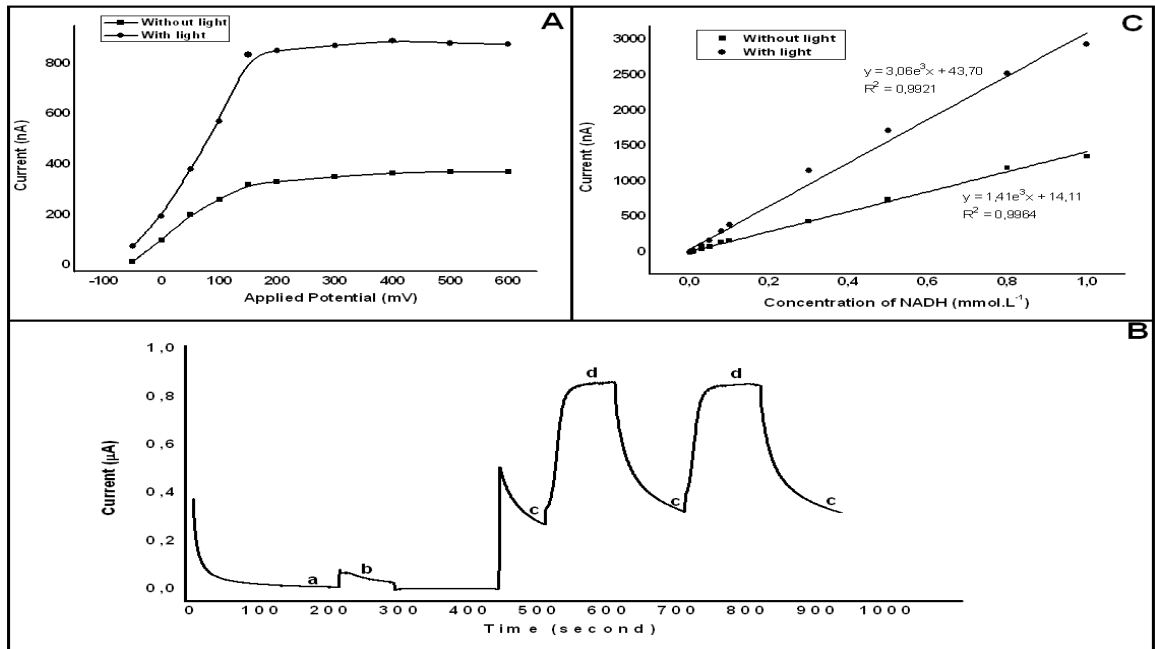 A
Without light
With light
800
600
400
200
0
Current (nA)
-100 0 100 200 300 400 500 600
Applied Potential (mV)
C
Without light
With light
3000
2500
2000
1500
1000
500
0
Current (nA)
y = 3,06e³x + 43,70
R² = 0,9921
y = 1,41e³x + 14,11
R² = 0,9964
0,0 0,2 0,4 0,6 0,8 1,0
Concentration of NADH (mmol.L⁻¹)
B
1,0
0,8
0,6
0,4
0,2
0,0
Current (µA)
a b c d c d c
0 100 200 300 400 500 600 700 800 900 1000
Time (second)